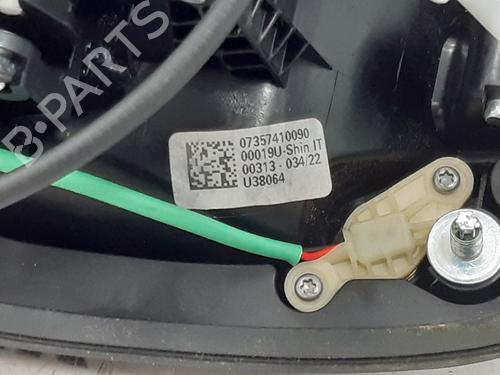 B-PARTS
07357410090
00019U-Shin IT
00313 - 034/22
U38064